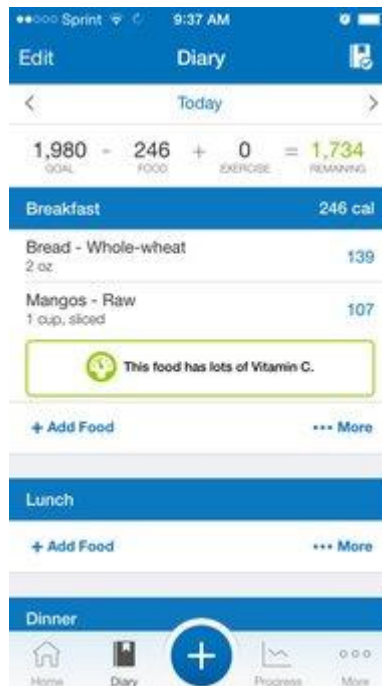 Sprint 9:37 AM
Edit Diary
< Today >
1,980 - 246 + 0 = 1,734
GOAL FOOD EXERCISE REMAINING
Breakfast 246 cal
Bread - Whole-wheat 139
2 oz
Mangos - Raw 107
1 cup, sliced
This food has lots of Vitamin C.
+ Add Food ••• More
Lunch
+ Add Food ••• More
Dinner
Home Diary + Progress More